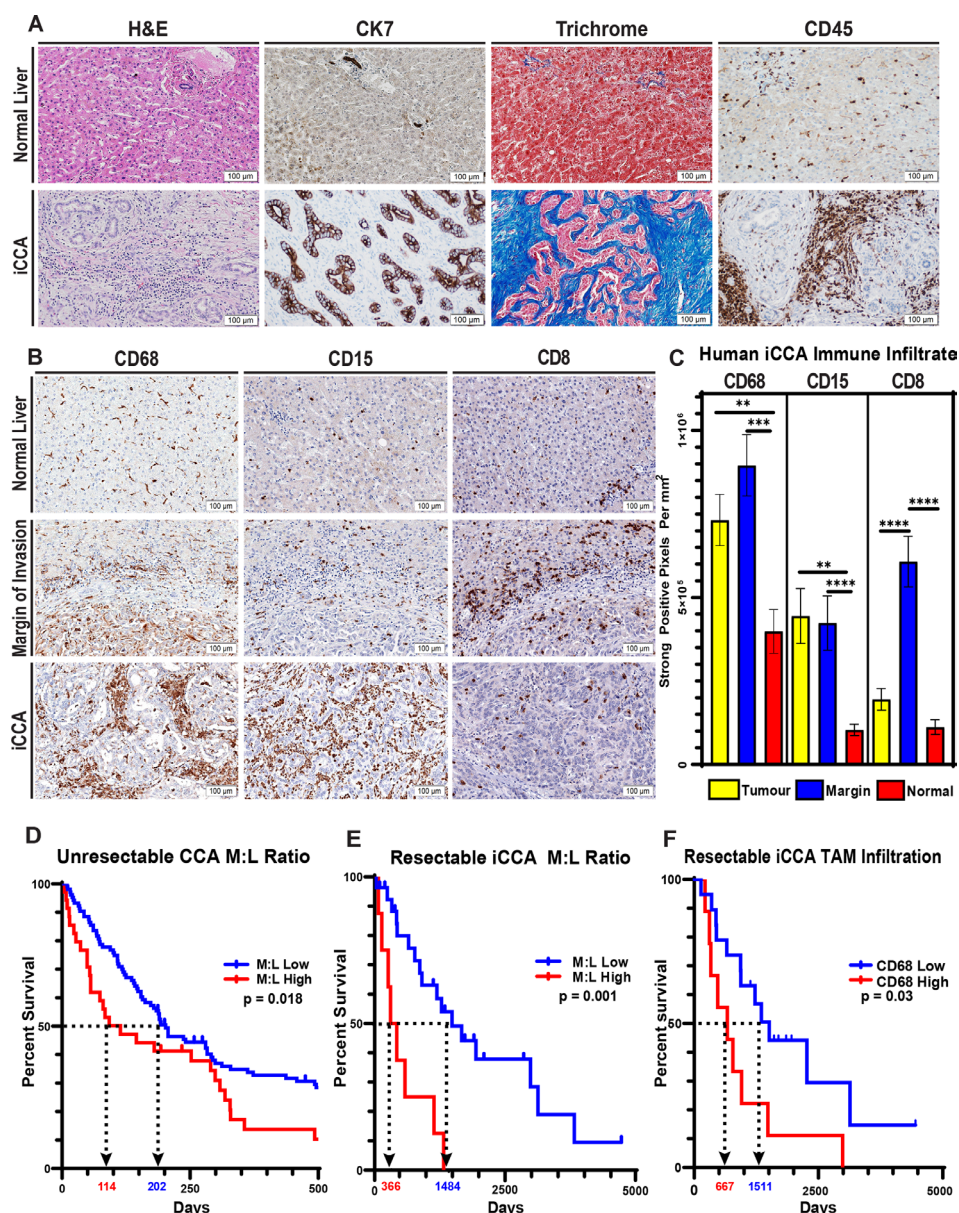 A
H&E CK7 Trichrome CD45
Normal Liver
100 µm 100 µm 100 µm 100 µm
iCCA
100 µm 100 µm 100 µm 100 µm
B
CD68 CD15 CD8
Normal Liver
100 µm 100 µm 100 µm
Margin of Invasion
100 µm 100 µm 100 µm
iCCA
100 µm 100 µm 100 µm
C
Human iCCA Immune Infiltrate
CD68 CD15 CD8
** *** ** **** **** ****
Strong Positive Pixels Per mm2
1×10^6
5×10^5
0
Tumour Margin Normal
D
Unresectable CCA M:L Ratio
Percent Survival
100
50
0
M:L Low
M:L High
p = 0.018
0 114 202 250 500
Days
E
Resectable iCCA M:L Ratio
Percent Survival
100
50
0
M:L Low
M:L High
p = 0.001
0 366 1484 2500 5000
Days
F
Resectable iCCA TAM Infiltration
Percent survival
100
50
0
CD68 Low
CD68 High
p = 0.03
0 667 1511 2500 5000
Days